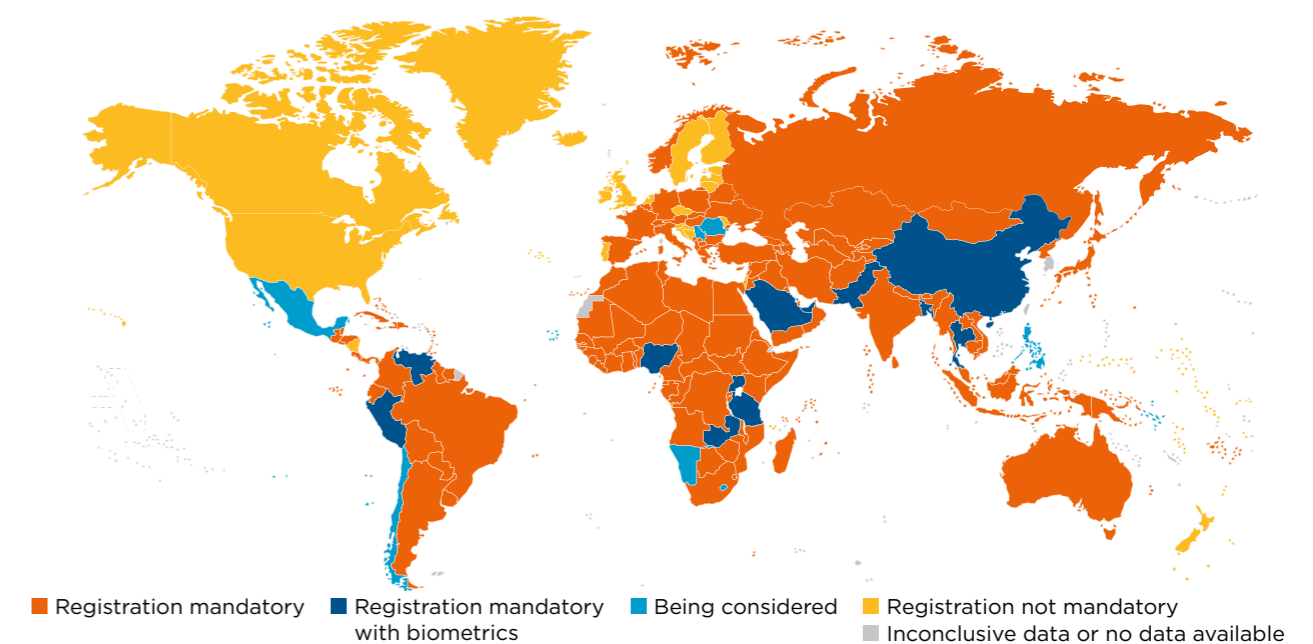 Registration mandatory
Registration mandatory
with biometrics
Being considered
Registration not mandatory
Inconclusive data or no data available